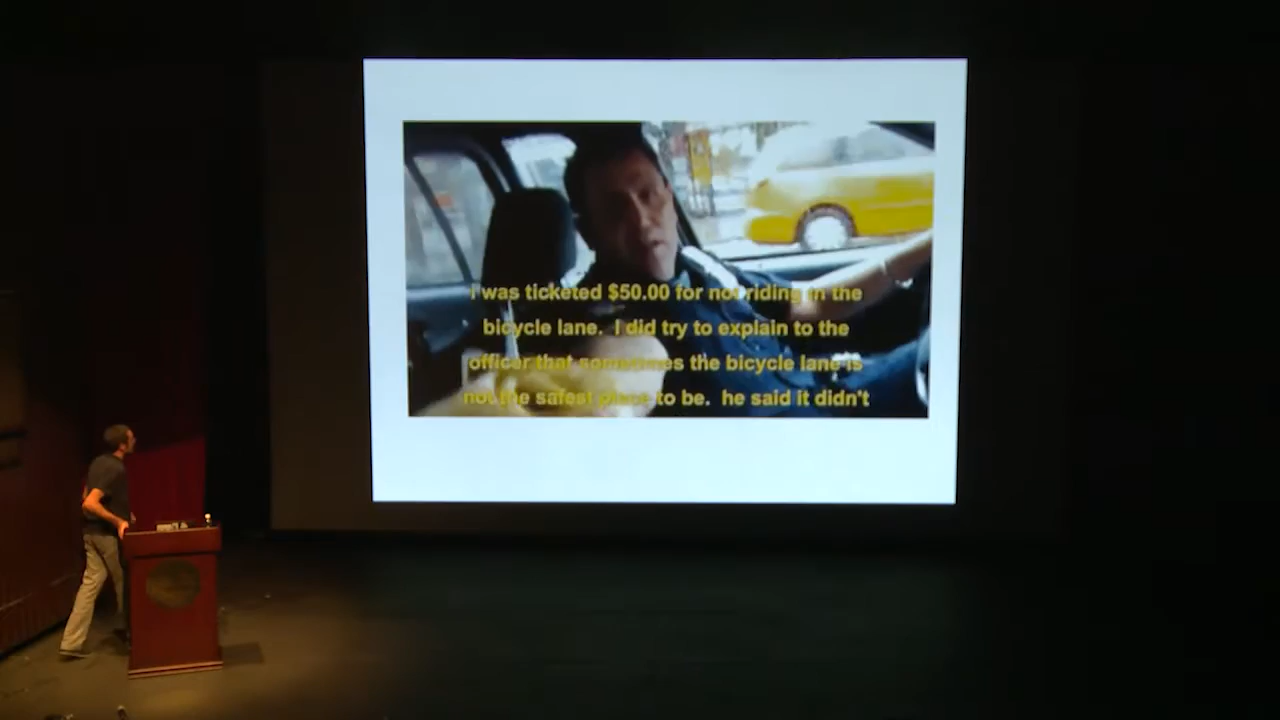 i was ticketed $50.00 for not riding in the
bicycle lane. I did try to explain to the
officer that sometimes the bicycle lane is
not the safest place to be. he said it didn't